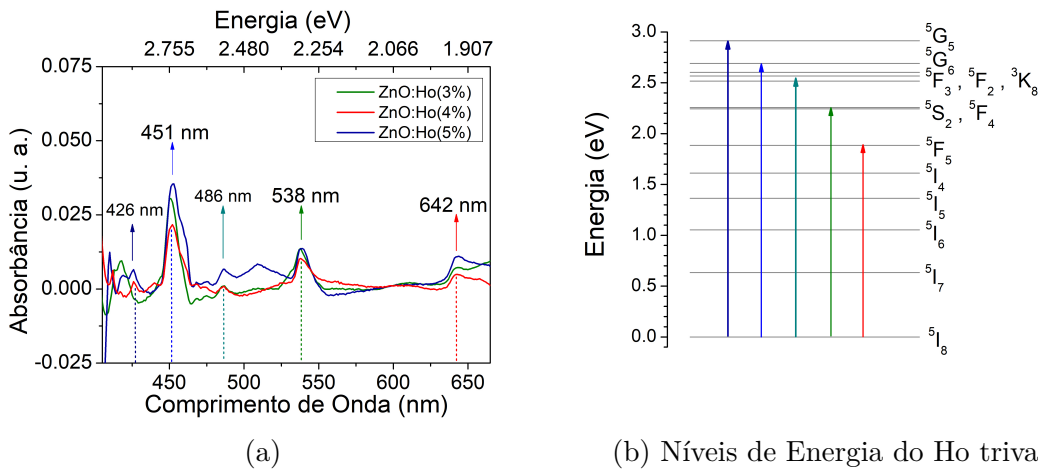 Energia (eV)
2.755 2.480 2.254 2.066 1.907
0.075
0.050
0.025
0.000
-0.025
Absorbância (u. a.)
ZnO:Ho(3%)
ZnO:Ho(4%)
ZnO:Ho(5%)
451 nm
426 nm
486 nm
538 nm
642 nm
450 500 550 600 650
Comprimento de Onda (nm)
(a)
3.0
2.5
2.0
1.5
1.0
0.5
0.0
Energia (eV)
⁵G₅
⁵G₆
⁵F₃ , ⁵F₂ , ³K₈
⁵S₂ , ⁵F₄
⁵F₅
⁵I₄
⁵I₅
⁵I₆
⁵I₇
⁵I₈
(b) Níveis de Energia do Ho triva